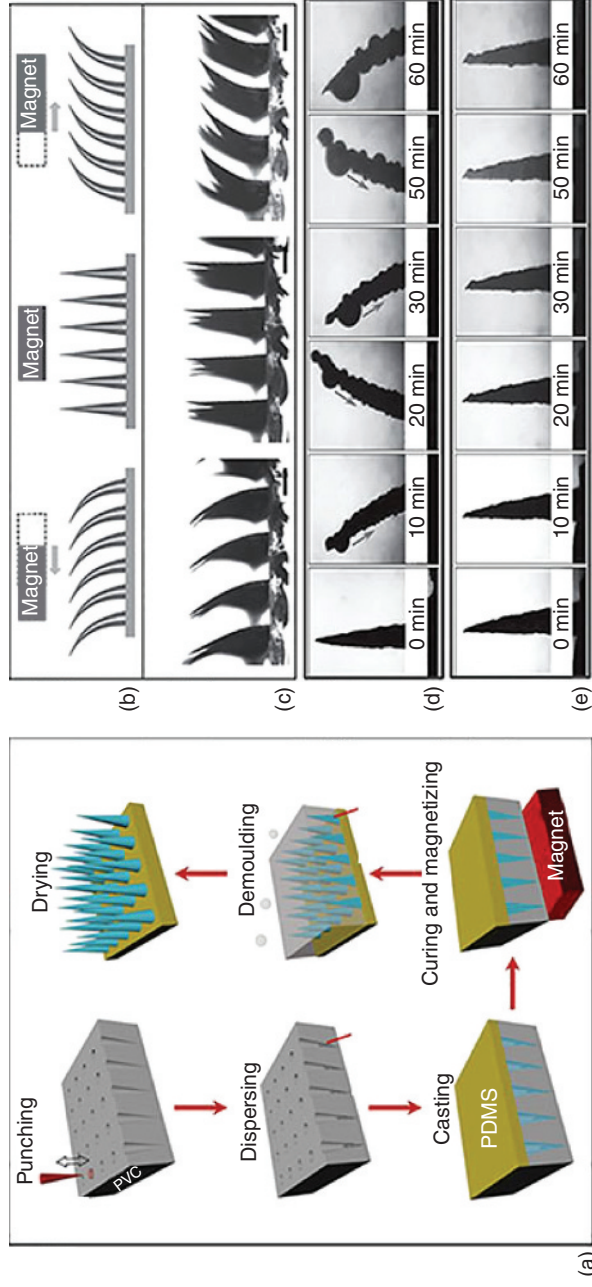 (a)
Punching
PVC
Dispersing
Casting
PDMS
Curing and magnetizing
Magnet
Demoulding
Drying
(b)
Magnet
Magnet
Magnet
(c)
(d)
0 min
10 min
20 min
30 min
50 min
60 min
(e)
0 min
10 min
20 min
30 min
50 min
60 min